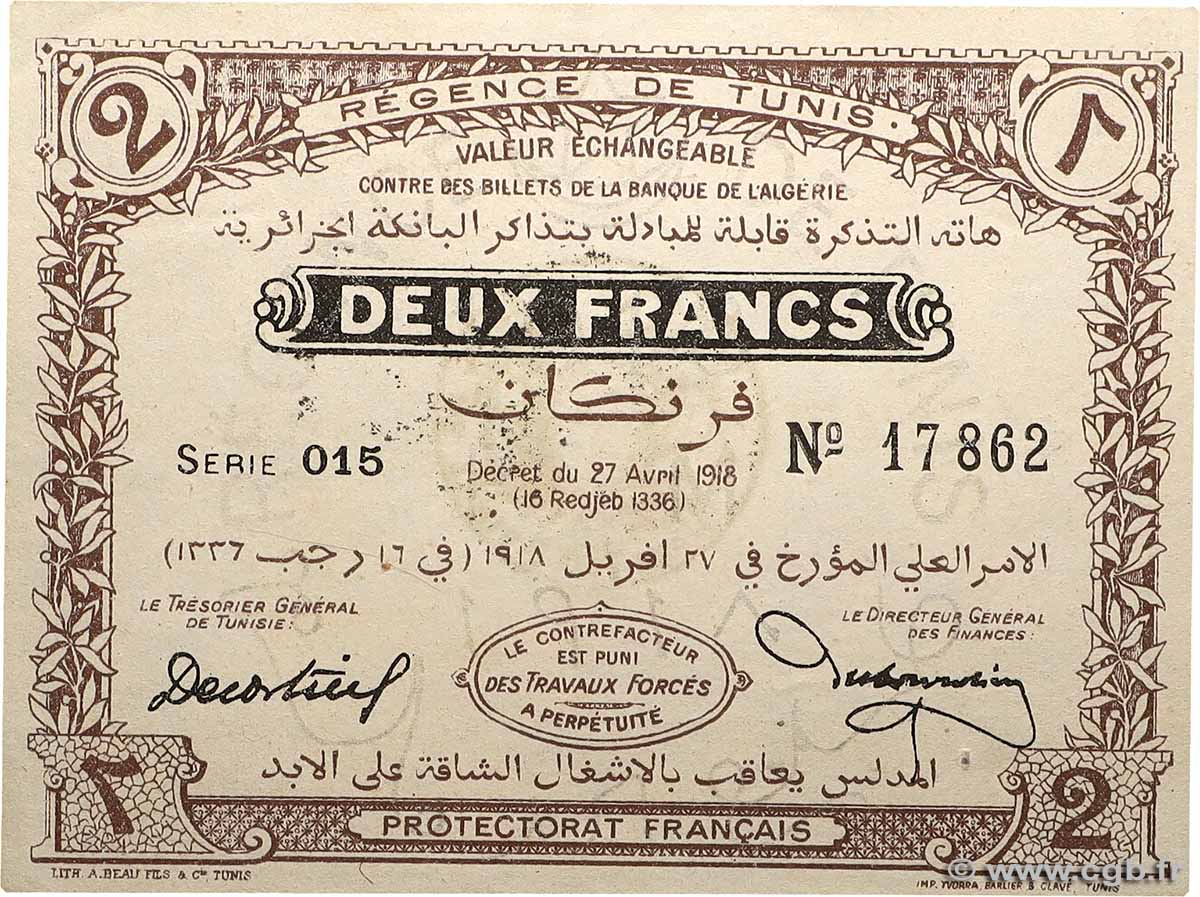 2
٢
RÉGENCE DE TUNIS.
VALEUR ÉCHANGEABLE
CONTRE DES BILLETS DE LA BANQUE DE L'ALGÉRIE
هاته التذكرة قابلة للمبادلة بتذاكر البانكة الجزائرية
DEUX FRANCS
فرنكان
SERIE 015
Nº 17862
Décret du 27 Avril 1918
(16 Redjeb 1336)
الامر العلي المؤرخ في ٢٧ افريل ١٩١٨ (في ١٦ رجب ١٣٣٦)
LE TRÉSORIER GÉNÉRAL
DE TUNISIE:
LE DIRECTEUR GÉNÉRAL
DES FINANCES:
LE CONTREFACTEUR
EST PUNI
DES TRAVAUX FORCÉS
A PERPÉTUITÉ
المدلس يعاقب بالاشغال الشاقة على الابد
٢
2
PROTECTORAT FRANÇAIS
LITH. A. BEAU FILS & Cie TUNIS
IMP. YVORRA, BARLIER & CLAVÉ, TUNIS
© www.cgb.fr